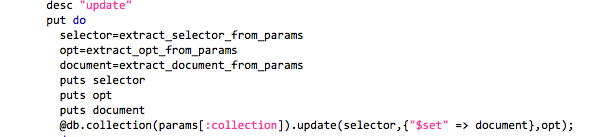 desc "update"
put do
selector=extract_selector_from_params
opt=extract_opt_from_params
document=extract_document_from_params
puts selector
puts opt
puts document
@db.collection(params[:collection]).update(selector,{"$set" => document},opt);